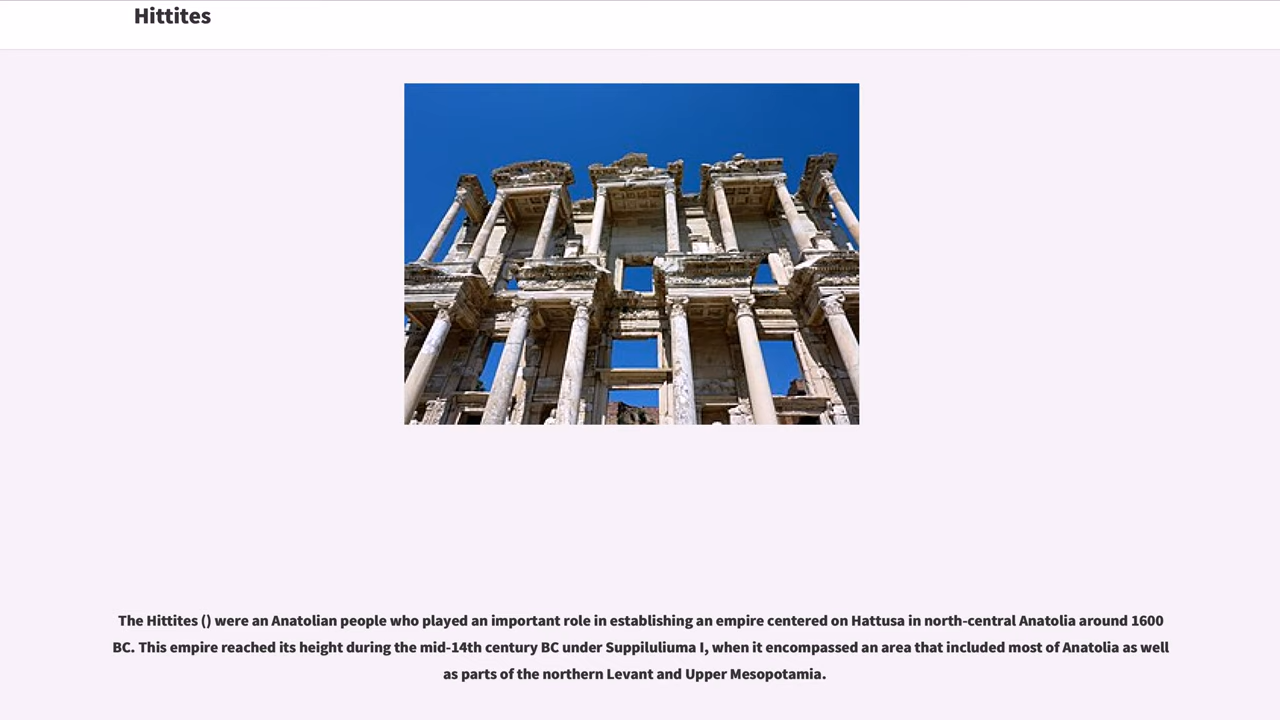 Hittites
The Hittites () were an Anatolian people who played an important role in establishing an empire centered on Hattusa in north-central Anatolia around 1600
BC. This empire reached its height during the mid-14th century BC under Suppiluliuma I, when it encompassed an area that included most of Anatolia as well
as parts of the northern Levant and Upper Mesopotamia.